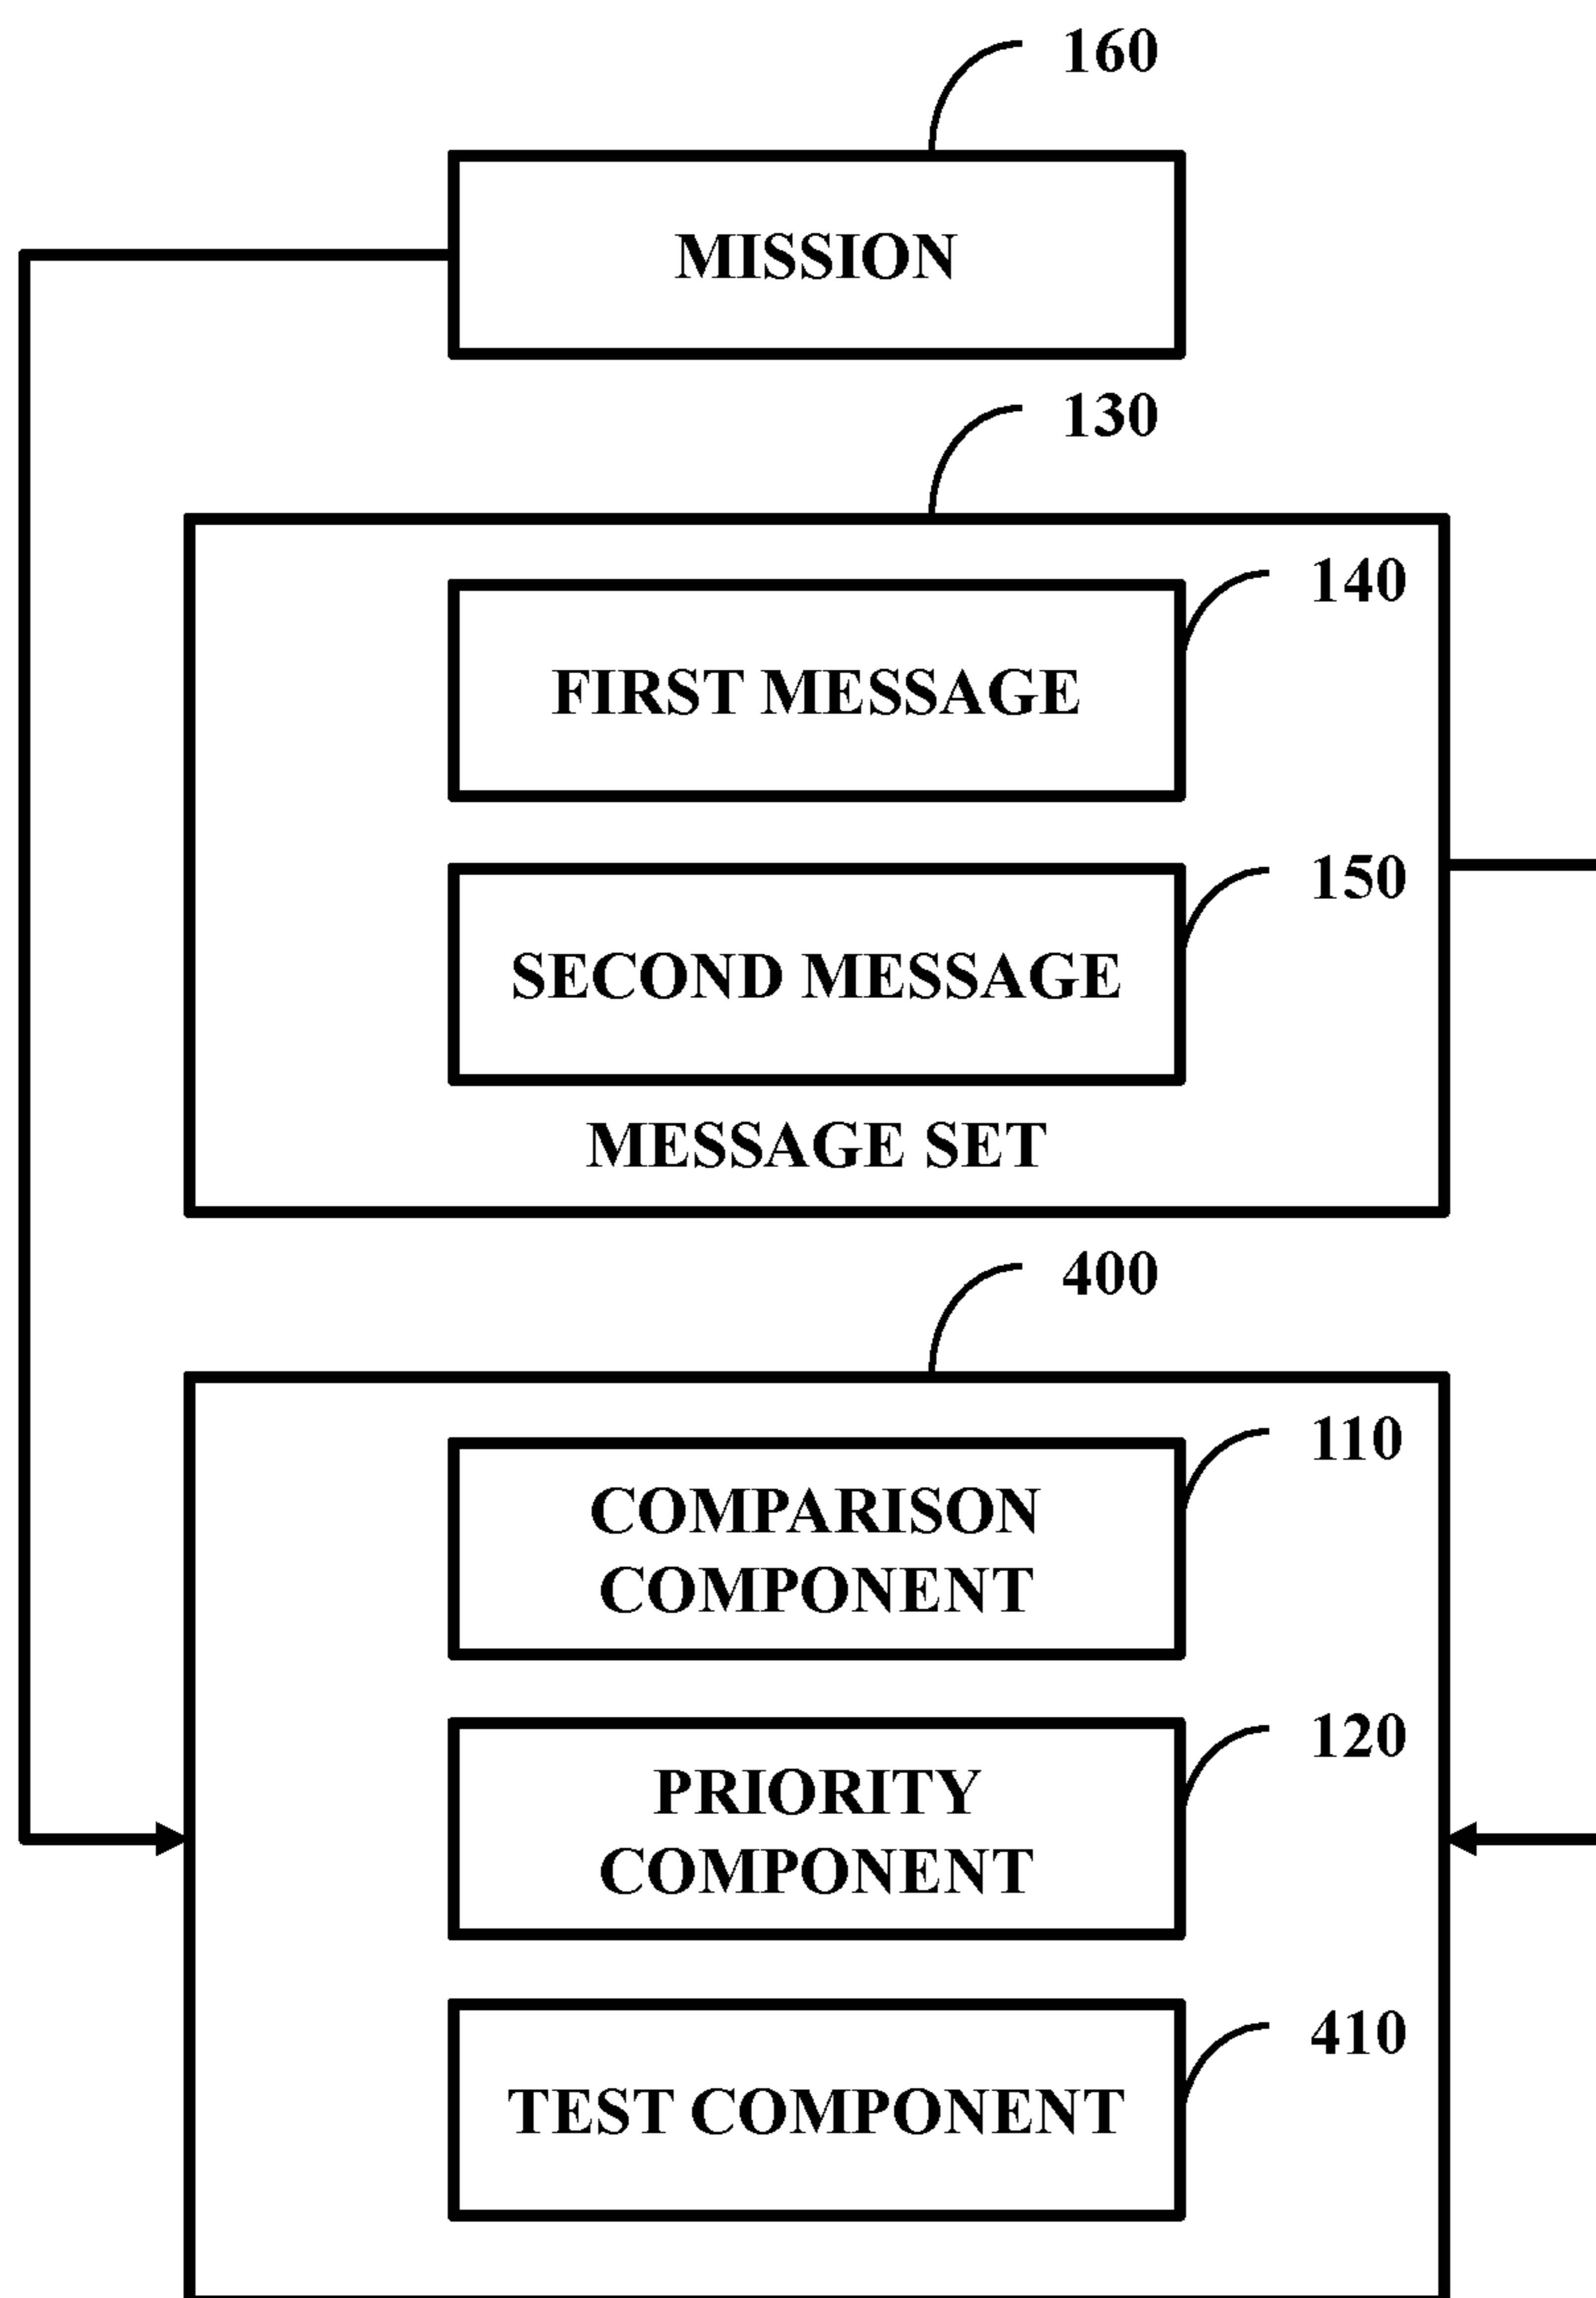 160
MISSION
130
140
FIRST MESSAGE
150
SECOND MESSAGE
MESSAGE SET
400
110
COMPARISON
COMPONENT
120
PRIORITY
COMPONENT
410
TEST COMPONENT